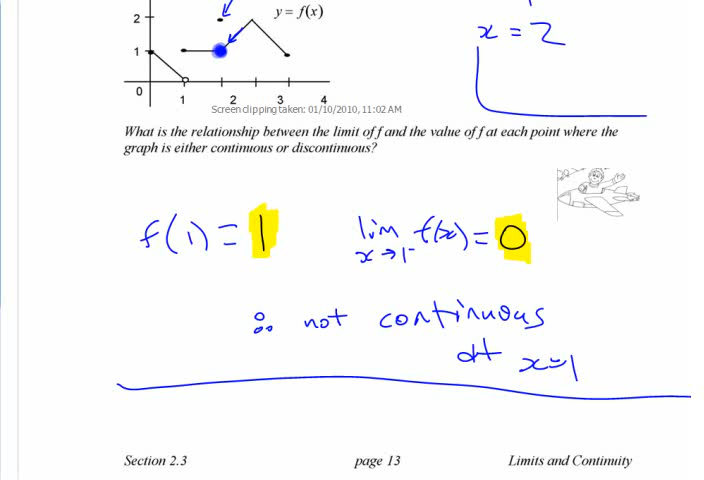 2
y = f(x)
x = 2
1
0
1 2 3 4
Screen clipping taken: 01/10/2010, 11:02 AM
What is the relationship between the limit of f and the value of f at each point where the
graph is either continuous or discontinuous?
f(1) = 1
lim f(x) = 0
x → 1⁻
∴ not continuous
at x=1
Section 2.3 page 13 Limits and Continuity